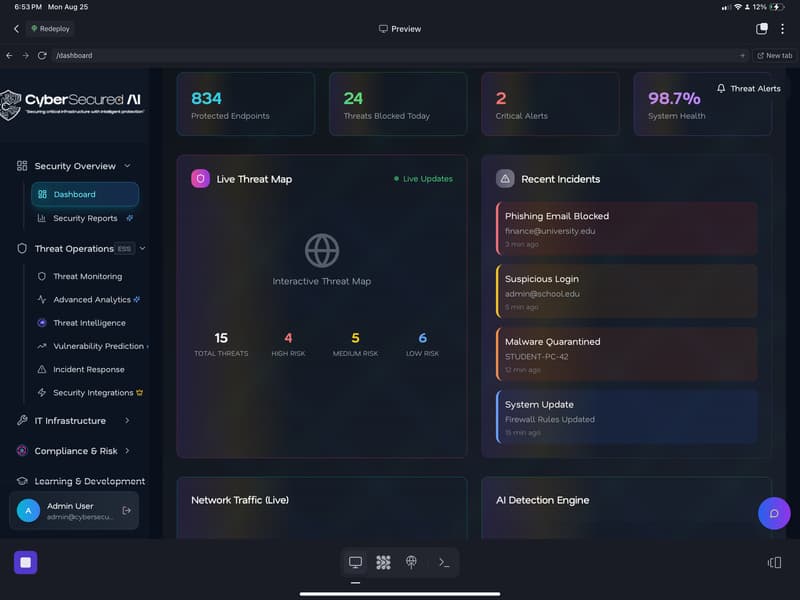 6:53 PM Mon Aug 25
12%
Redeploy
Preview
/dashboard
New tab
CyberSecured AI
"Securing critical infrastructure with intelligent protection"
834
Protected Endpoints
24
Threats Blocked Today
2
Critical Alerts
98.7%
System Health
Threat Alerts
Security Overview
Dashboard
Security Reports
Threat Operations ESS
Threat Monitoring
Advanced Analytics
Threat Intelligence
Vulnerability Prediction
Incident Response
Security Integrations
IT Infrastructure
Compliance & Risk
Learning & Development
A
Admin User
admin@cybersecu...
Live Threat Map
Live Updates
Interactive Threat Map
15
TOTAL THREATS
4
HIGH RISK
5
MEDIUM RISK
6
LOW RISK
Recent Incidents
Phishing Email Blocked
finance@university.edu
3 min ago
Suspicious Login
admin@school.edu
5 min ago
Malware Quarantined
STUDENT-PC-42
12 min ago
System Update
Firewall Rules Updated
15 min ago
Network Traffic (Live)
AI Detection Engine